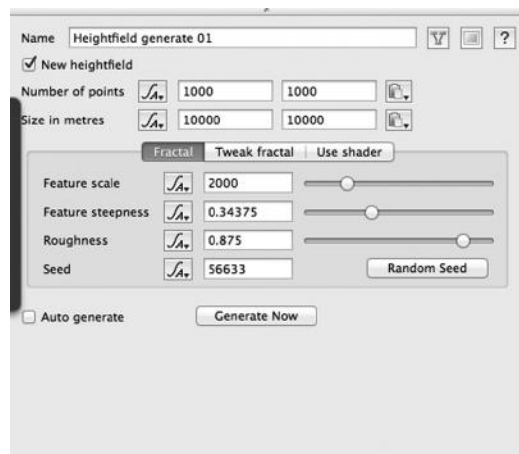 Name Heightfield generate 01 ?
New heightfield
Number of points 1000 1000
Size in metres 10000 10000
Fractal Tweak fractal Use shader
Feature scale 2000
Feature steepness 0.34375
Roughness 0.875
Seed 56633 Random Seed
Auto generate Generate Now